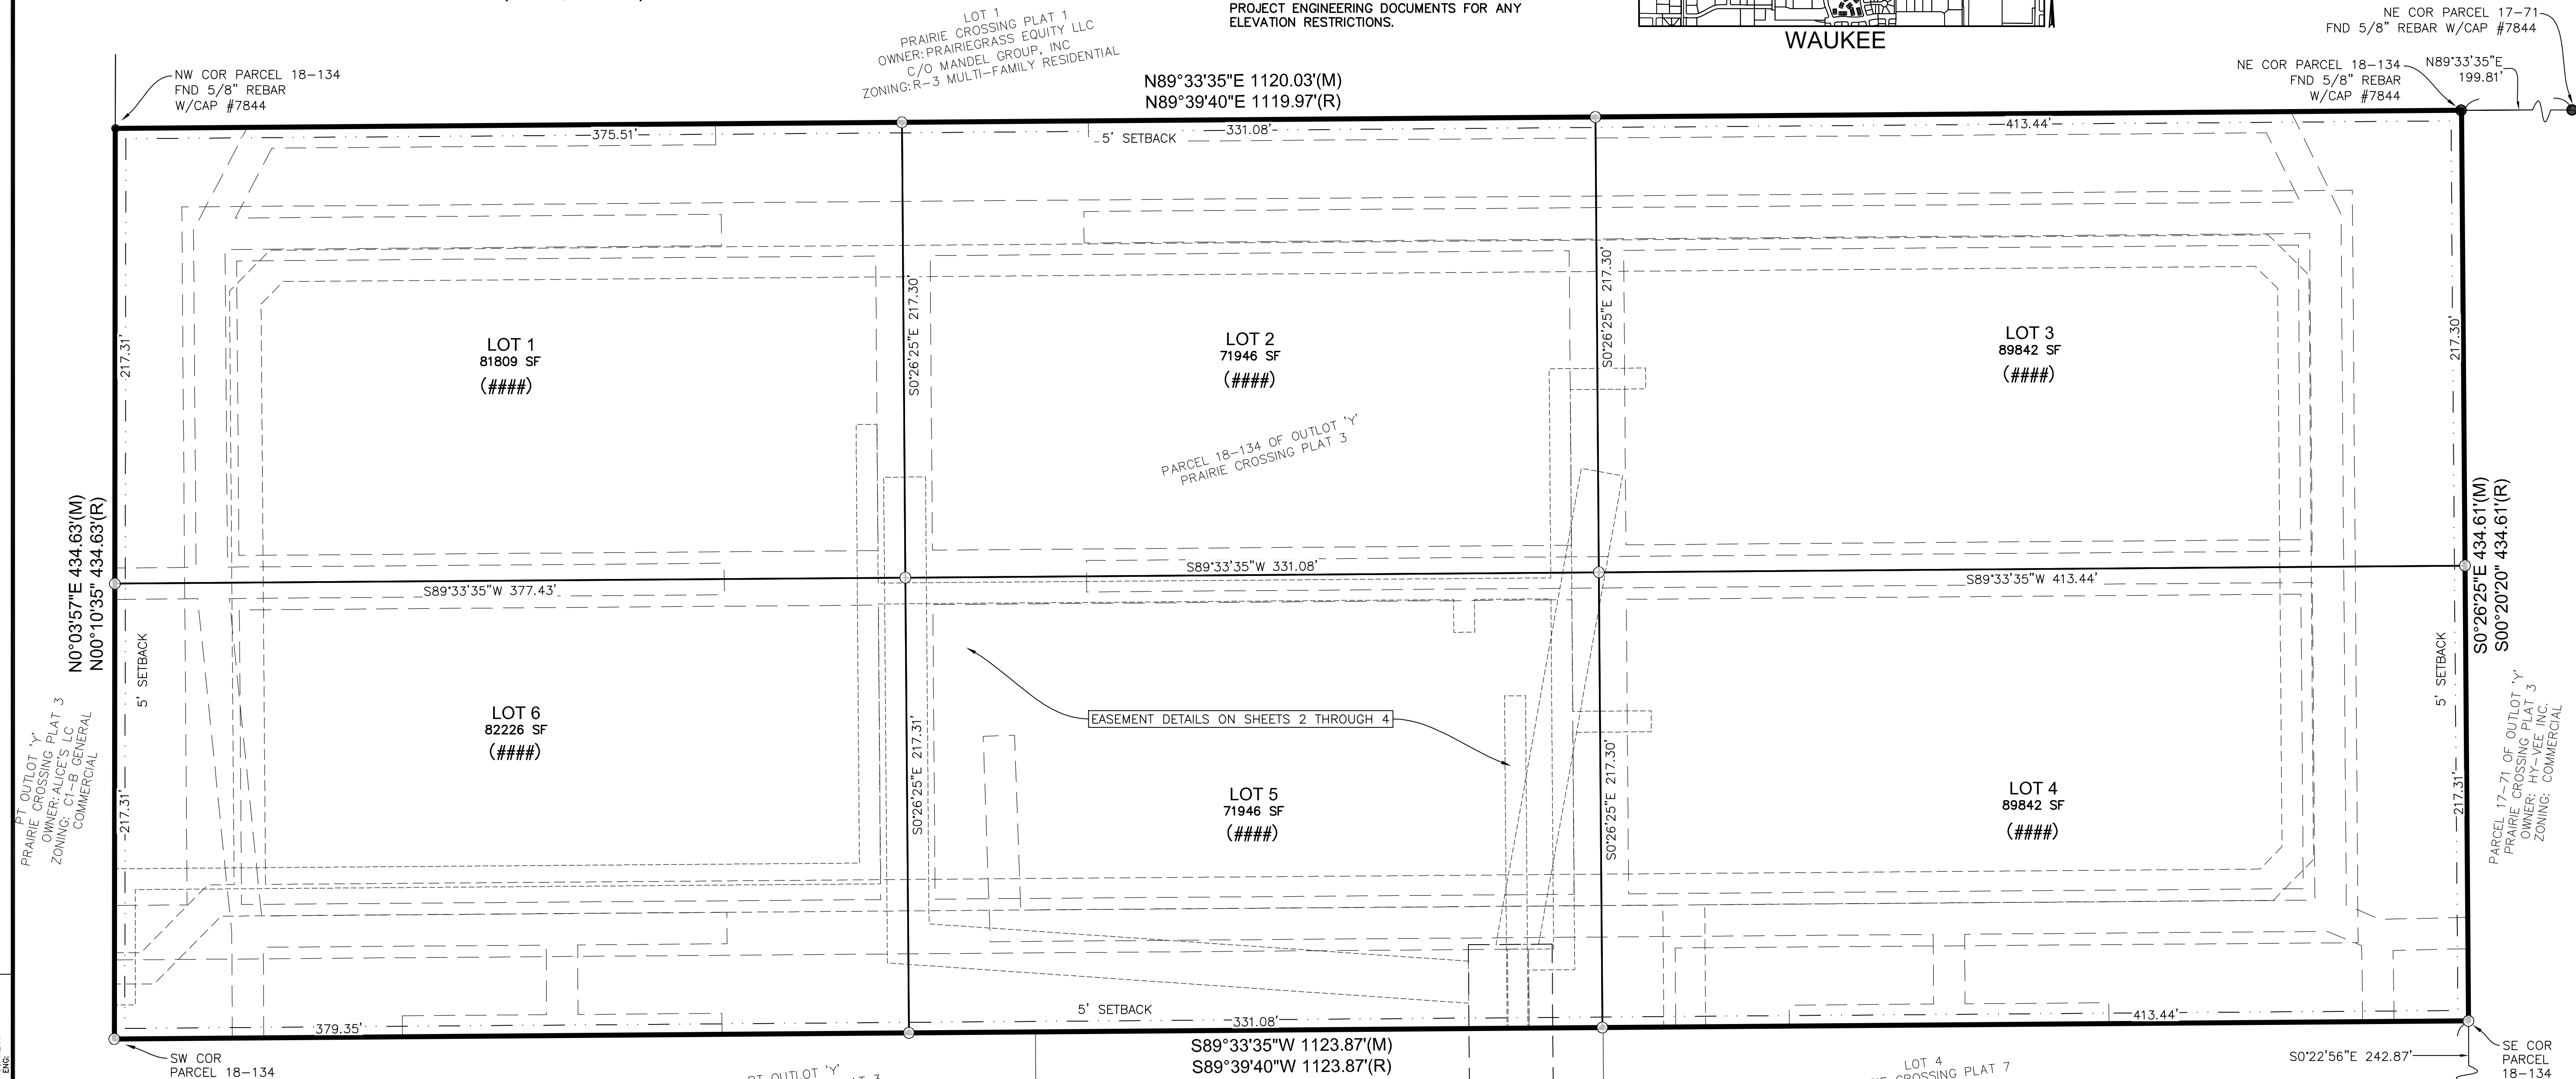 LOT 1
PRAIRIE CROSSING PLAT 1
OWNER: PRAIRIEGRASS EQUITY LLC
C/O MANDEL GROUP, INC
ZONING: R-3 MULTI-FAMILY RESIDENTIAL
PROJECT ENGINEERING DOCUMENTS FOR ANY
ELEVATION RESTRICTIONS.
WAUKEE
NE COR PARCEL 17-71
FND 5/8" REBAR W/CAP #7844
NW COR PARCEL 18-134
FND 5/8" REBAR
W/CAP #7844
N89°33'35"E 1120.03'(M)
N89°39'40"E 1119.97'(R)
NE COR PARCEL 18-134
FND 5/8" REBAR
W/CAP #7844
N89°33'35"E
199.81'
375.51'
5' SETBACK
331.08'
413.44'
217.31'
S0°26'25"E 217.30'
S0°26'25"E 217.30'
217.30'
LOT 1
81809 SF
(####)
LOT 2
71946 SF
(####)
LOT 3
89842 SF
(####)
PARCEL 18-134 OF OUTLOT 'Y'
PRAIRIE CROSSING PLAT 3
N0°03'57"E 434.63'(M)
N00°10'35" 434.63'(R)
S0°26'25"E 434.61'(M)
S00°20'20" 434.61'(R)
S89°33'35"W 377.43'
S89°33'35"W 331.08'
S89°33'35"W 413.44'
5' SETBACK
5' SETBACK
PT OUTLOT 'Y'
PRAIRIE CROSSING PLAT 3
OWNER: ALICE'S LC
ZONING: C1-B GENERAL
COMMERCIAL
217.31'
LOT 6
82226 SF
(####)
S0°26'25"E 217.31'
EASEMENT DETAILS ON SHEETS 2 THROUGH 4
LOT 5
71946 SF
(####)
S0°26'25"E 217.30'
LOT 4
89842 SF
(####)
217.31'
PARCEL 17-71 OF OUTLOT 'Y'
PRAIRIE CROSSING PLAT 3
OWNER: HY-VEE INC.
ZONING: COMMERCIAL
379.35'
5' SETBACK
331.08'
413.44'
SW COR
PARCEL 18-134
S89°33'35"W 1123.87'(M)
S89°39'40"W 1123.87'(R)
S0°22'56"E 242.87'
SE COR
PARCEL
18-134
PT OUTLOT 'Y'
LOT 4
CROSSING PLAT 7
ENG: